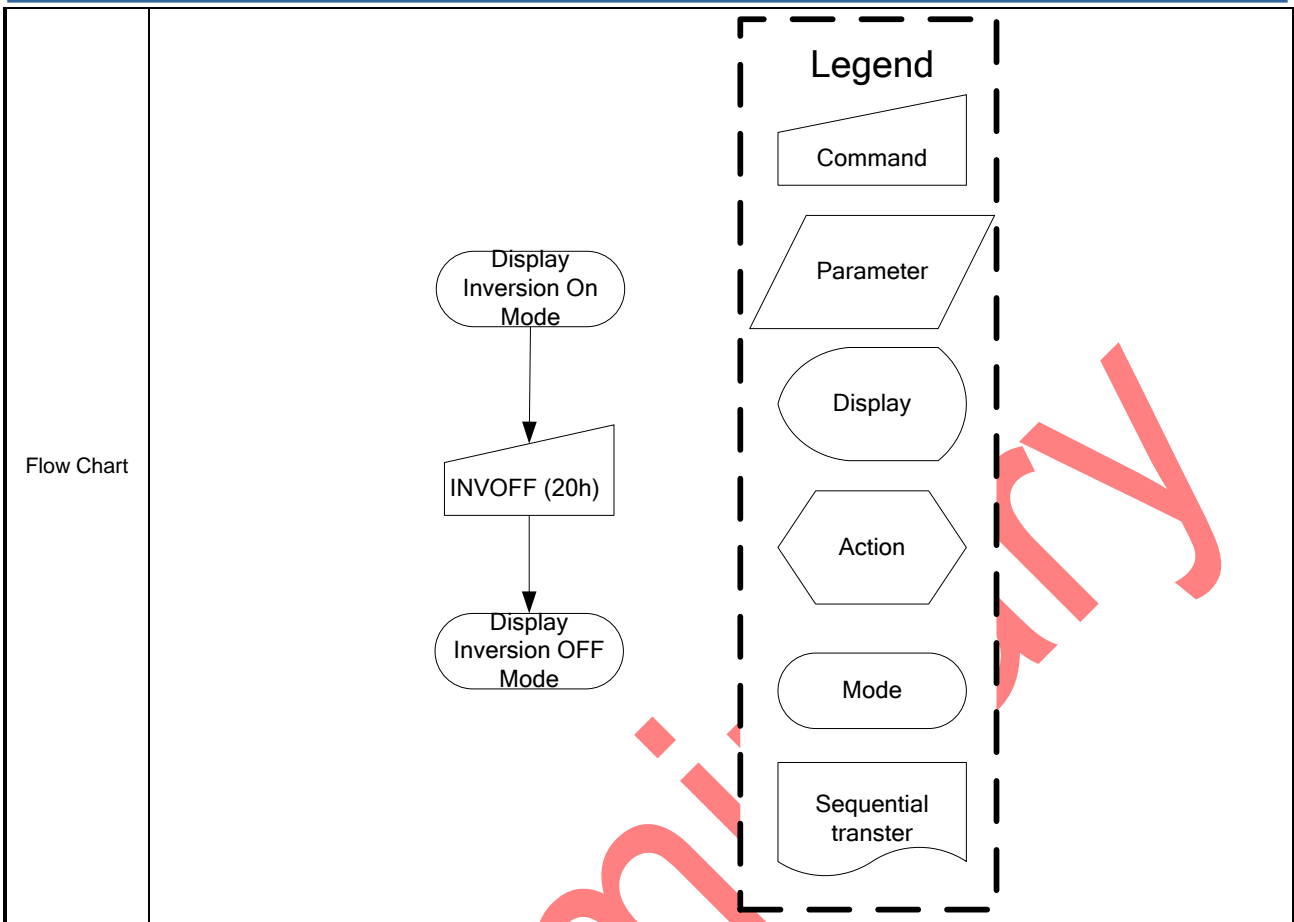 Flow Chart
Display
Inversion On
Mode
INVOFF (20h)
Display
Inversion OFF
Mode
Legend
Command
Parameter
Display
Action
Mode
Sequential
transter